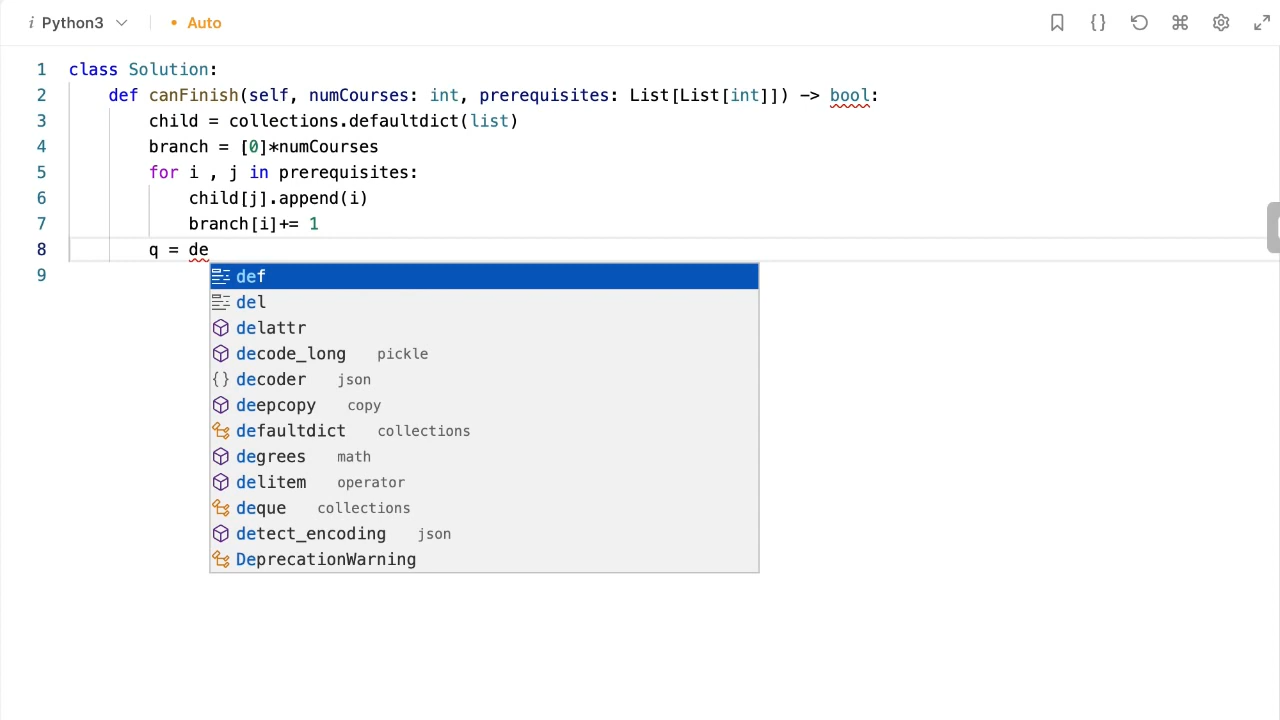 i Python3 • Auto {}
1 class Solution:
2 def canFinish(self, numCourses: int, prerequisites: List[List[int]]) -> bool:
3 child = collections.defaultdict(list)
4 branch = [0]*numCourses
5 for i , j in prerequisites:
6 child[j].append(i)
7 branch[i]+= 1
8 q = de
9
def
del
delattr
decode_long pickle
{} decoder json
deepcopy copy
defaultdict collections
degrees math
delitem operator
deque collections
detect_encoding json
DeprecationWarning